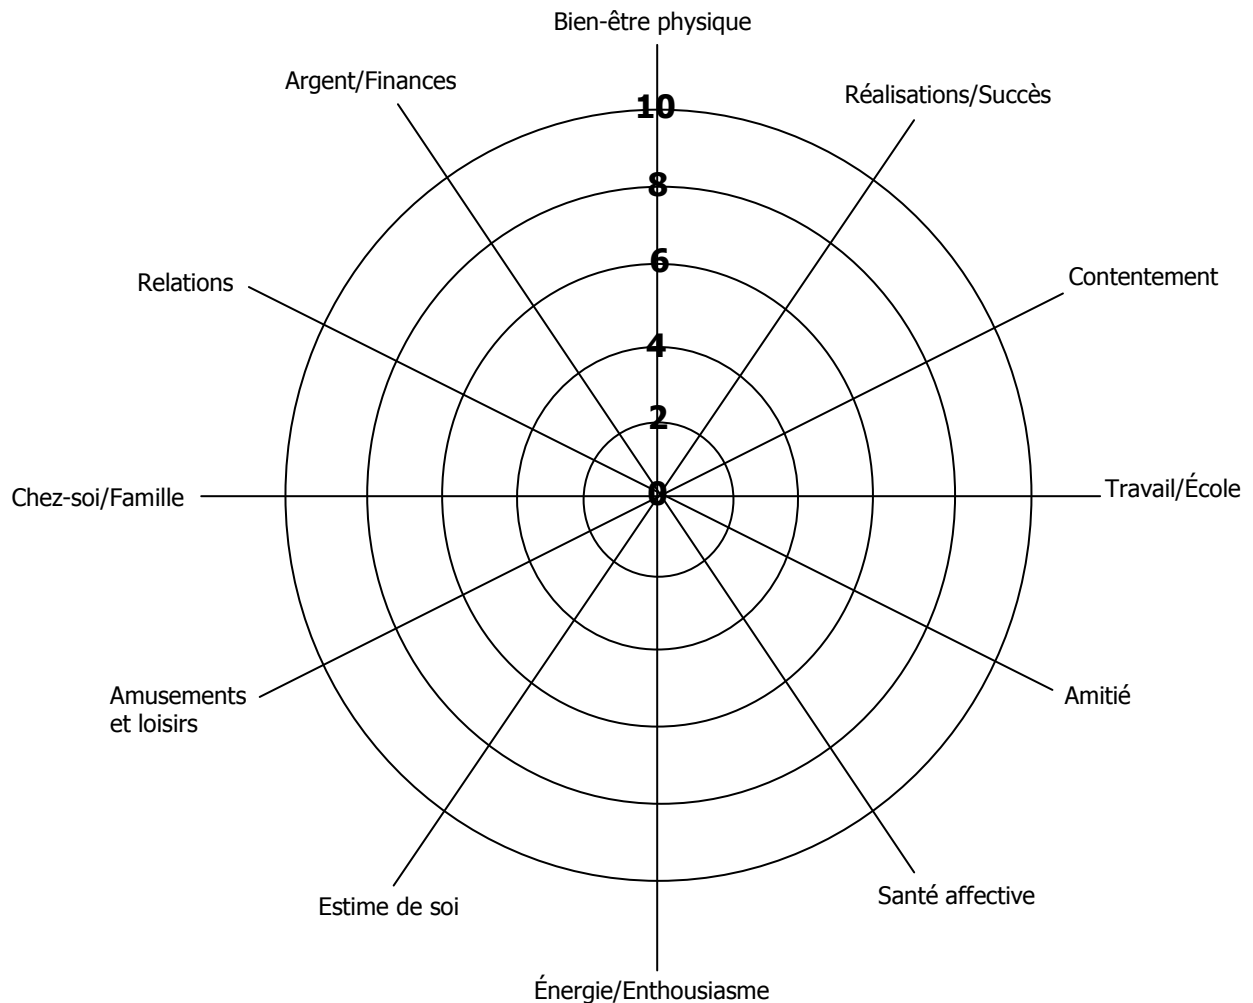 Bien-être physique
Argent/Finances
Réalisations/Succès
10
8
6
Relations
Contentement
4
2
Chez-soi/Famille
0
Travail/École
Amusements
et loisirs
Amitié
Estime de soi
Santé affective
Énergie/Enthousiasme